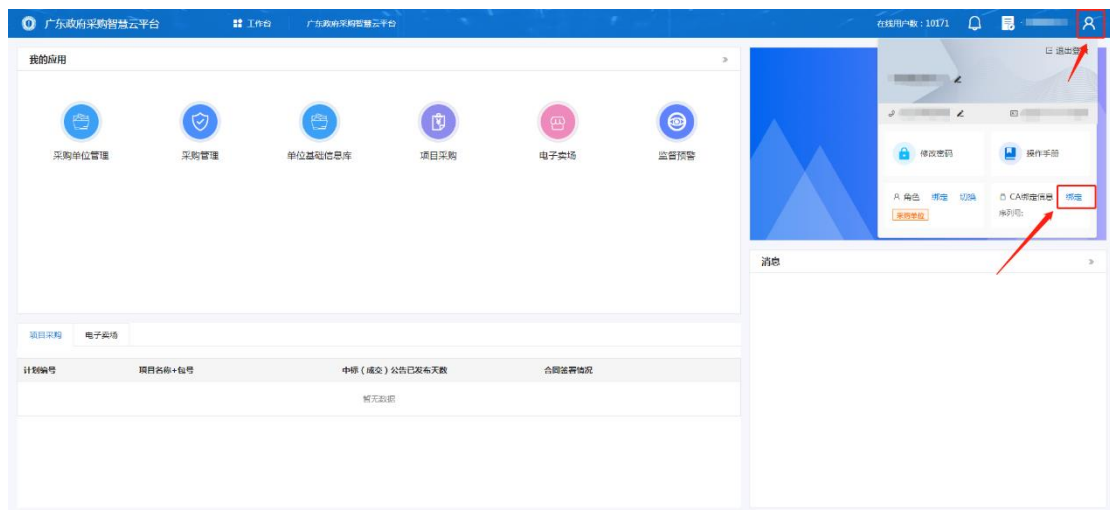 广东政府采购智慧云平台
工作台
广东政府采购智慧云平台
在线用户数：10171
我的应用
退出登录
采购单位管理
采购管理
单位基础信息库
项目采购
电子卖场
监督预警
修改密码
操作手册
角色 绑定 切换
CA绑定信息 绑定
采购单位
序列号:
消息
项目采购
电子卖场
计划编号
项目名称+包号
中标（成交）公告已发布天数
合同签署情况
暂无数据